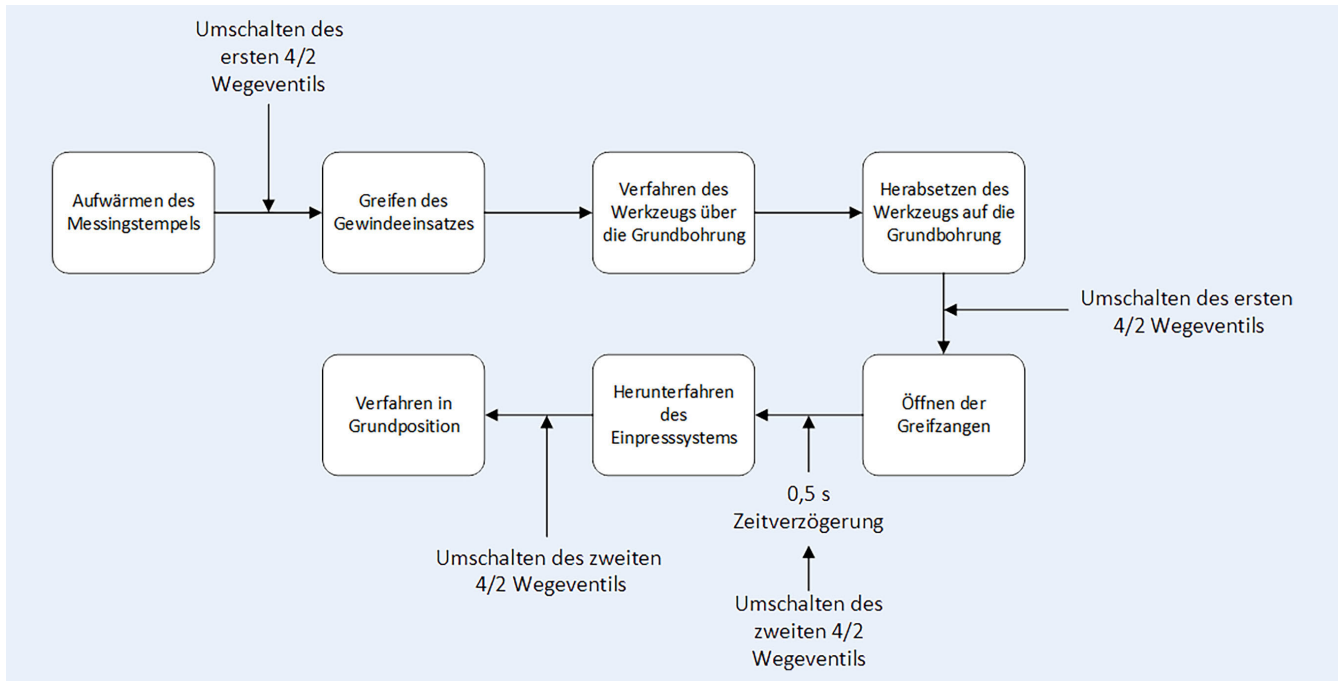 Umschalten des
ersten 4/2
Wegeventils
Aufwärmen des
Messingstempels
Greifen des
Gewindeeinsatzes
Verfahren des
Werkzeugs über
die Grundbohrung
Herabsetzen des
Werkzeugs auf die
Grundbohrung
Umschalten des ersten
4/2 Wegeventils
Öffnen der
Greifzangen
Herunterfahren
des
Einpresssystems
Verfahren in
Grundposition
0,5 s
Zeitverzögerung
Umschalten des zweiten
4/2 Wegeventils
Umschalten des
zweiten 4/2
Wegeventils